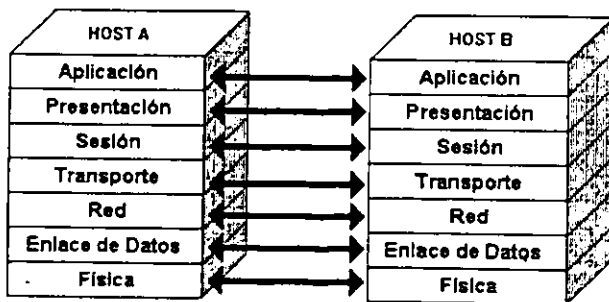 HOST A
Aplicación
Presentación
Sesión
Transporte
Red
Enlace de Datos
Física
HOST B
Aplicación
Presentación
Sesión
Transporte
Red
Enlace de Datos
Física